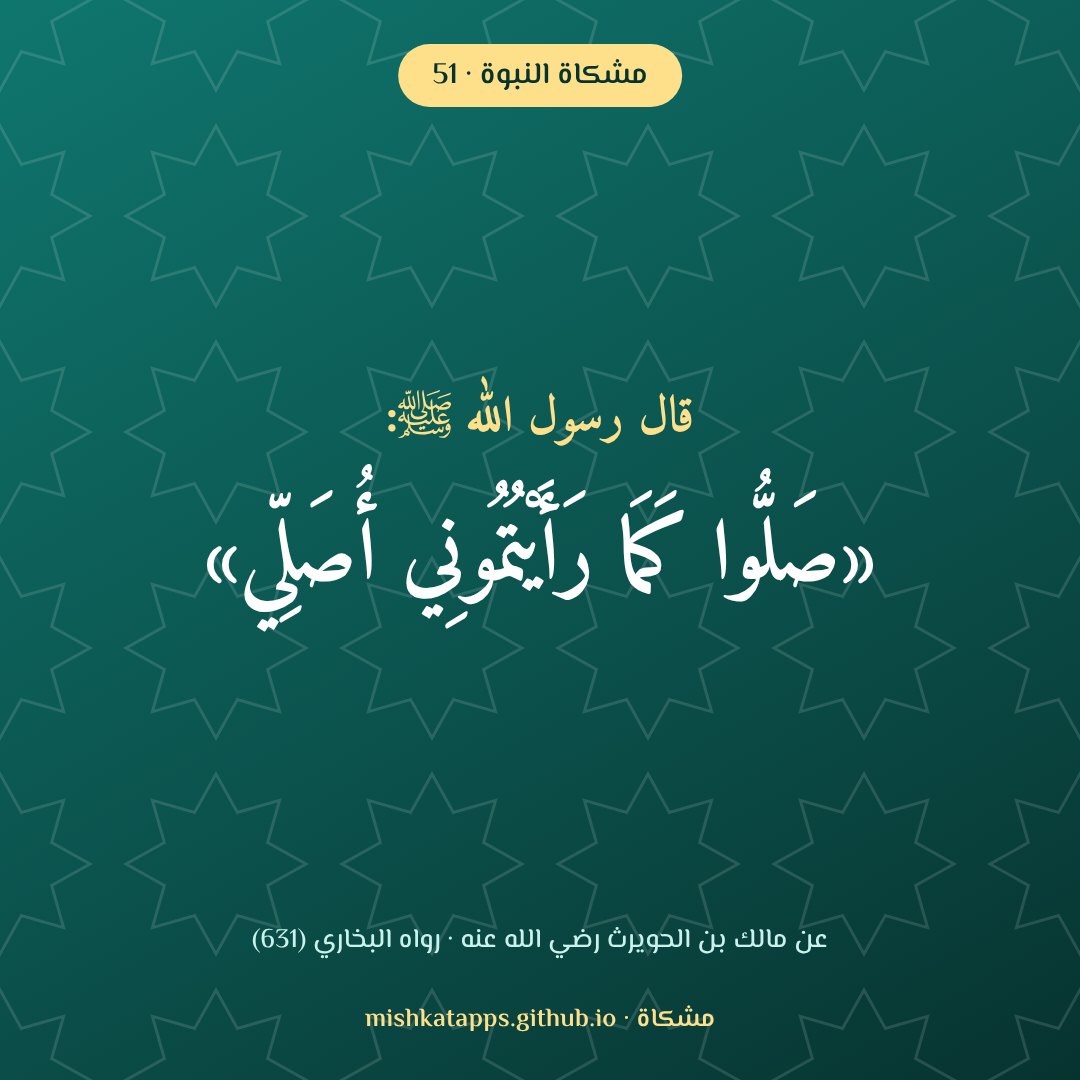 مشكاة النبوة · 51
قال رسول الله ﷺ:
«صَلُّوا كَمَا رَأَيْتُمُونِي أُصَلِّي»
عن مالك بن الحويرث رضي الله عنه · رواه البخاري (631)
مشكاة · mishkatapps.github.io